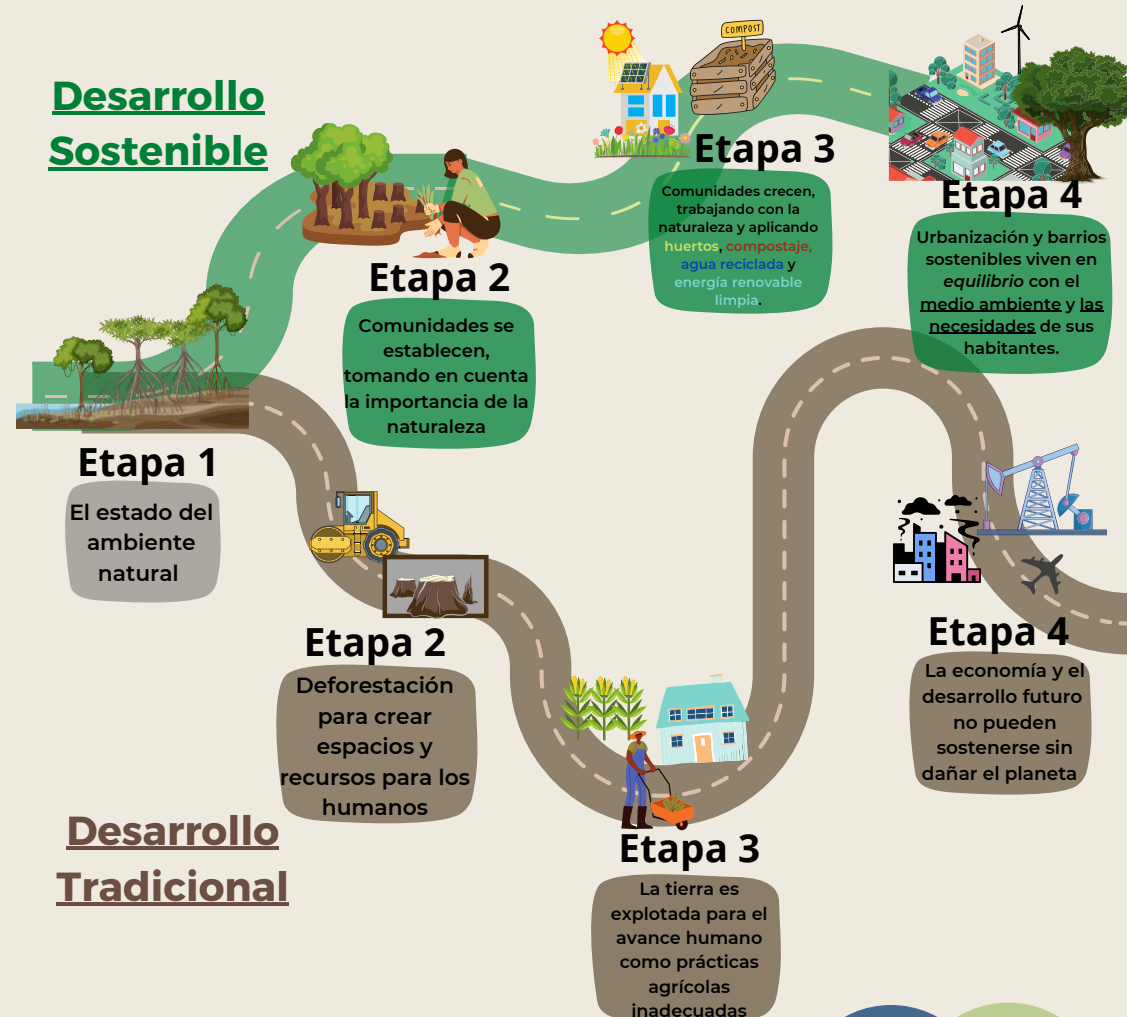 Desarrollo
Sostenible
COMPOST
Etapa 3
Comunidades crecen,
trabajando con la
naturaleza y aplicando
huertos, compostaje,
agua reciclada y
energía renovable
limpia.
Etapa 4
Urbanización y barrios
sostenibles viven en
equilibrio con el
medio ambiente y las
necesidades de sus
habitantes.
Etapa 2
Comunidades se
establecen,
tomando en cuenta
la importancia de la
naturaleza
Etapa 1
El estado del
ambiente
natural
Etapa 2
Deforestación
para crear
espacios y
recursos para los
humanos
Etapa 4
La economía y el
desarrollo futuro
no pueden
sostenerse sin
dañar el planeta
Desarrollo
Tradicional
Etapa 3
La tierra es
explotada para el
avance humano
como prácticas
agrícolas
inadecuadas